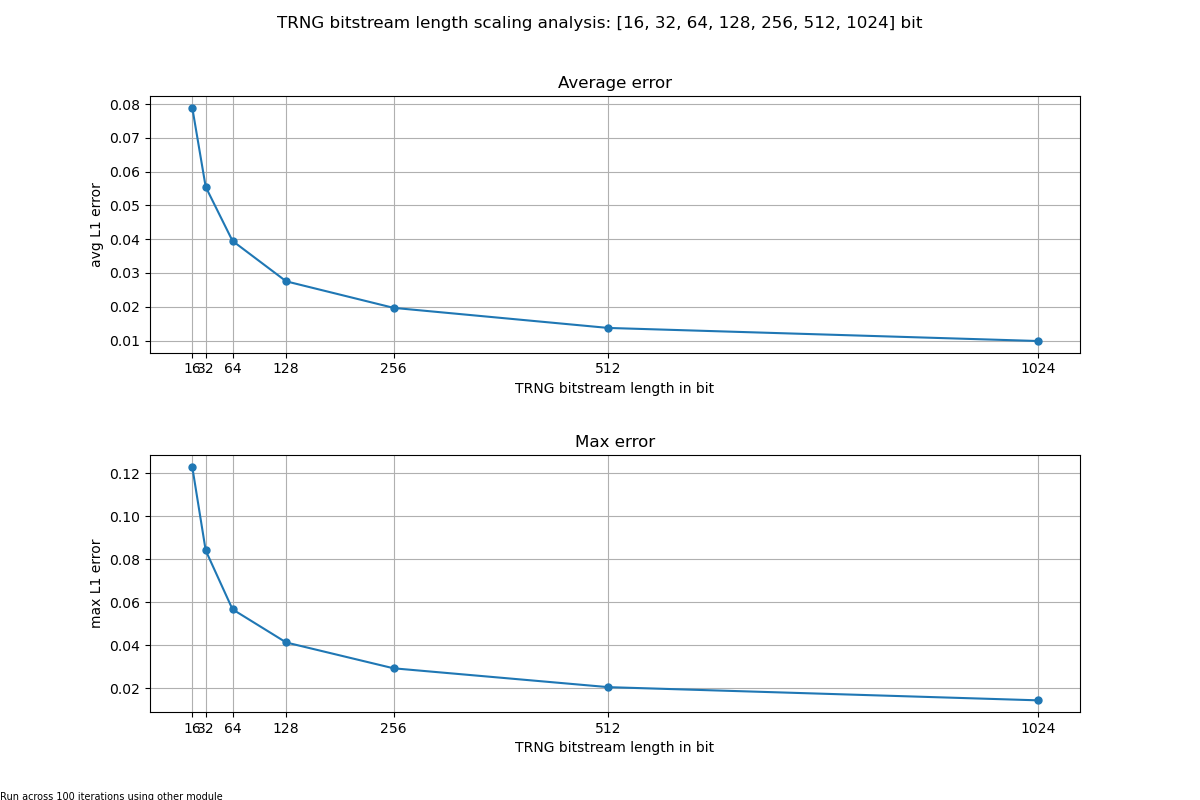 TRNG bitstream length scaling analysis: [16, 32, 64, 128, 256, 512, 1024] bit
Average error
0.08
0.07
0.06
0.05
0.04
0.03
0.02
0.01
avg L1 error
16 32 64 128 256 512 1024
TRNG bitstream length in bit
Max error
0.12
0.10
0.08
0.06
0.04
0.02
max L1 error
16 32 64 128 256 512 1024
TRNG bitstream length in bit
Run across 100 iterations using other module